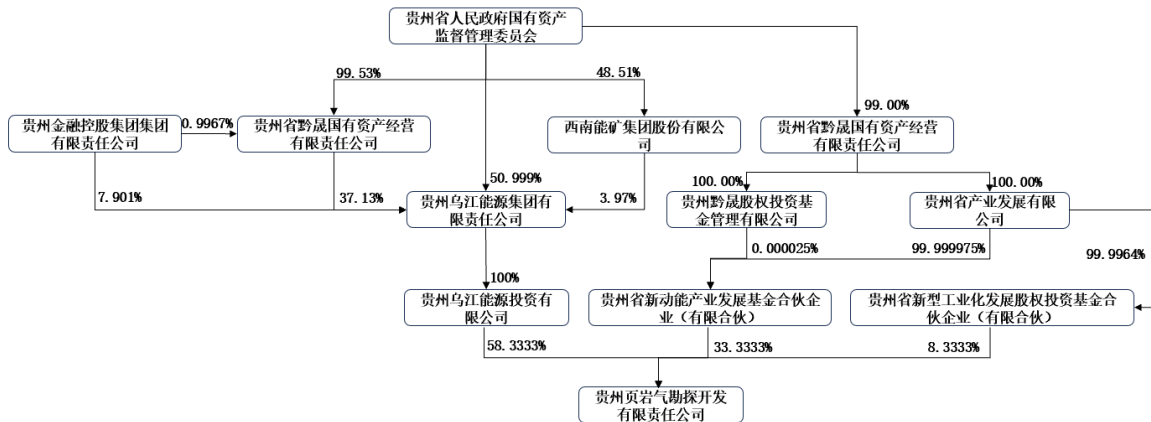 贵州省人民政府国有资产
监督管理委员会
99.53%
48.51%
99.00%
贵州金融控股集团集团
有限责任公司
0.9967%
贵州省黔晟国有资产经营
有限责任公司
西南能矿集团股份有限公
司
贵州省黔晟国有资产经营
有限责任公司
7.901%
37.13%
50.999%
3.97%
100.00%
100.00%
贵州乌江能源集团有
限责任公司
贵州黔晟股权投资基
金管理有限公司
贵州省产业发展有限
公司
0.000025%
99.999975%
99.9964%
100%
贵州乌江能源投资有
限公司
贵州省新动能产业发展基金合伙企
业（有限合伙）
贵州省新型工业化发展股权投资基金合
伙企业（有限合伙）
58.3333%
33.3333%
8.3333%
贵州页岩气勘探开发
有限责任公司